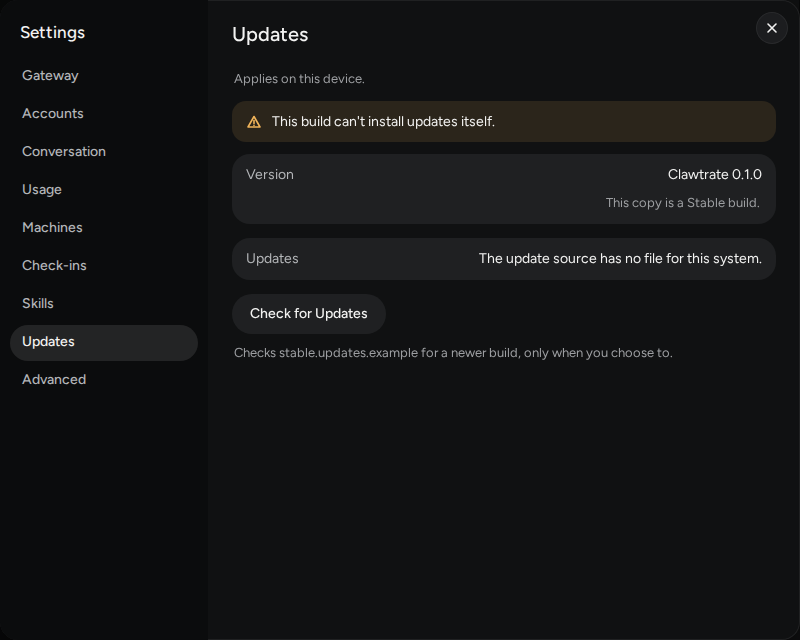 Settings
Gateway
Accounts
Conversation
Usage
Machines
Check-ins
Skills
Updates
Advanced
Updates
Applies on this device.
This build can't install updates itself.
Version
Clawtrate 0.1.0
This copy is a Stable build.
Updates
The update source has no file for this system.
Check for Updates
Checks stable.updates.example for a newer build, only when you choose to.